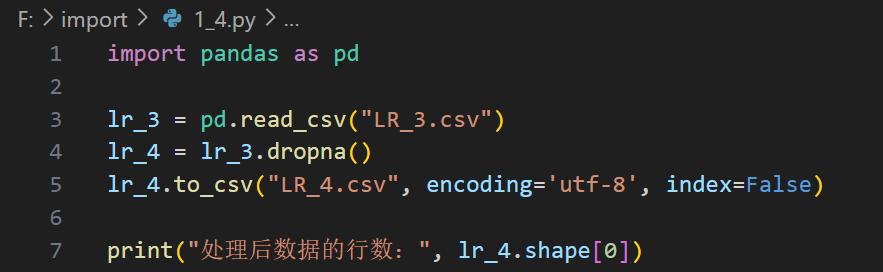 F: > import > 1_4.py > ...
1 import pandas as pd
2
3 lr_3 = pd.read_csv("LR_3.csv")
4 lr_4 = lr_3.dropna()
5 lr_4.to_csv("LR_4.csv", encoding='utf-8', index=False)
6
7 print("处理后数据的行数：", lr_4.shape[0])